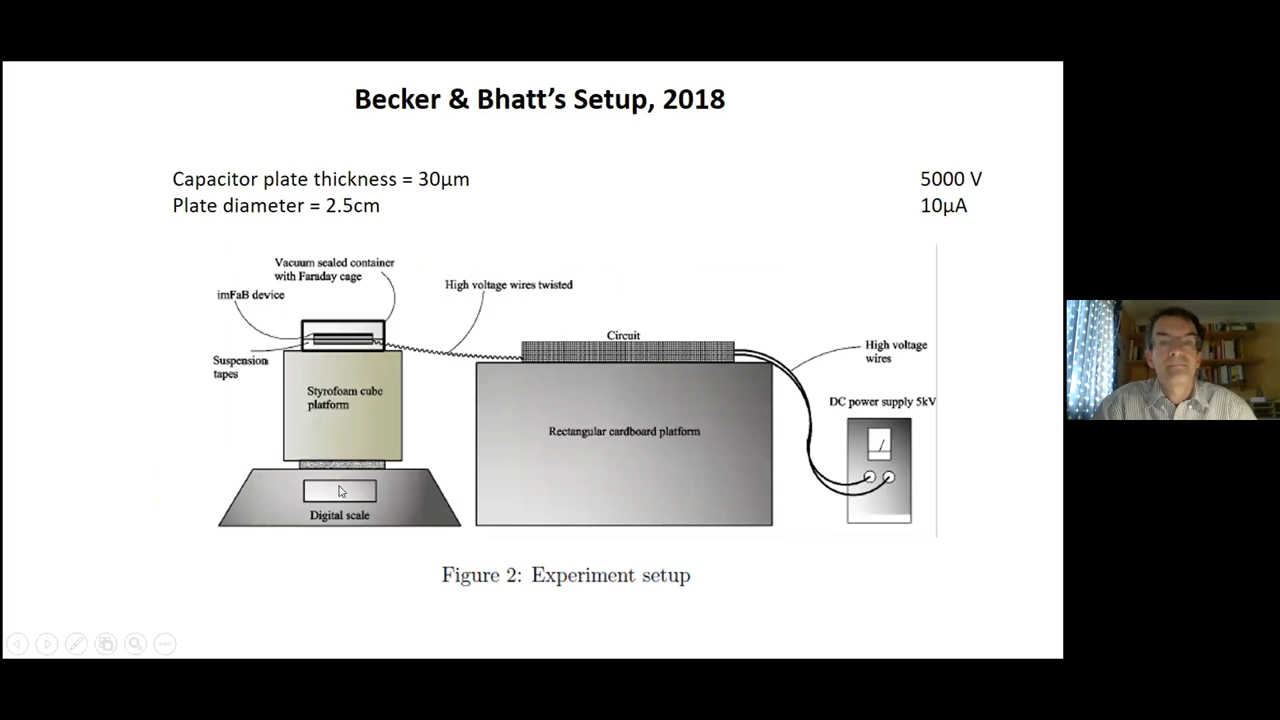 Becker & Bhatt’s Setup, 2018
Capacitor plate thickness = 30μm
Plate diameter = 2.5cm
5000 V
10μA
Vacuum sealed container
with Faraday cage
imFaB device
High voltage wires twisted
Suspension
tapes
Styrofoam cube
platform
Digital scale
Circuit
Rectangular cardboard platform
High voltage
wires
DC power supply 5kV
Figure 2: Experiment setup